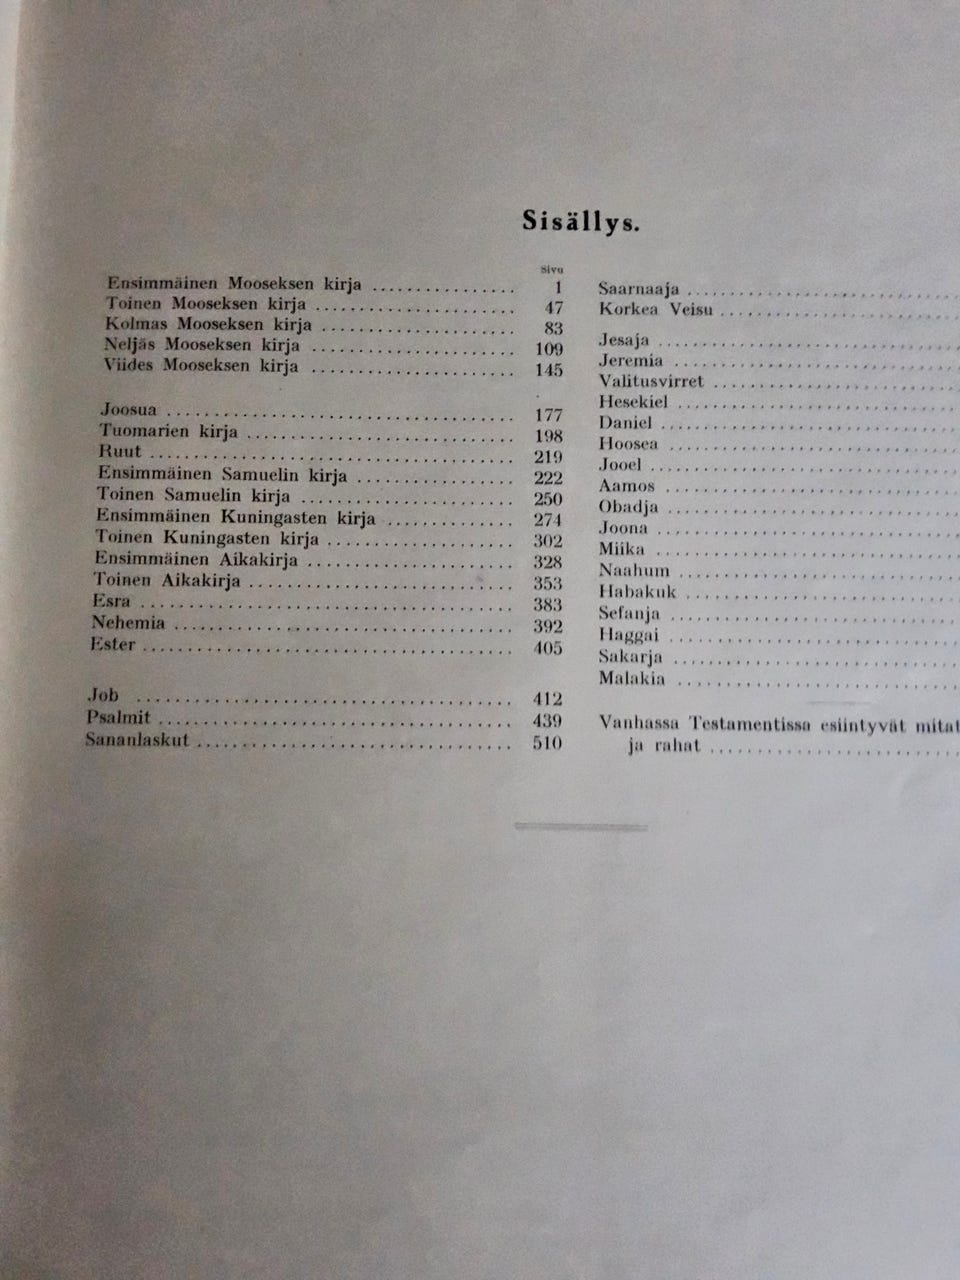 Sisällys.
Sivu
Ensimmäinen Mooseksen kirja ................ 1
Toinen Mooseksen kirja ....................... 47
Kolmas Mooseksen kirja ...................... 83
Neljäs Mooseksen kirja ....................... 109
Viides Mooseksen kirja ....................... 145
Joosua ........................................ 177
Tuomarien kirja ............................... 198
Ruut .......................................... 219
Ensimmäinen Samuelin kirja .................. 222
Toinen Samuelin kirja ........................ 250
Ensimmäinen Kuningasten kirja .............. 274
Toinen Kuningasten kirja ..................... 302
Ensimmäinen Aikakirja ........................ 328
Toinen Aikakirja .............................. 353
Esra ........................................... 383
Nehemia ....................................... 392
Ester .......................................... 405
Job ............................................ 412
Psalmit ........................................ 439
Sananlaskut .................................... 510
Saarnaaja ...............................
Korkea Veisu ...........................
Jesaja ..................................
Jeremia ................................
Valitusvirret ............................
Hesekiel ................................
Daniel ..................................
Hoosea .................................
Jooel ...................................
Aamos ..................................
Obadja .................................
Joona ...................................
Miika ...................................
Naahum ................................
Habakuk ...............................
Sefanja .................................
Haggai ..................................
Sakarja .................................
Malakia .................................
Vanhassa Testamentissa esiintyvät mitat
ja rahat .............................